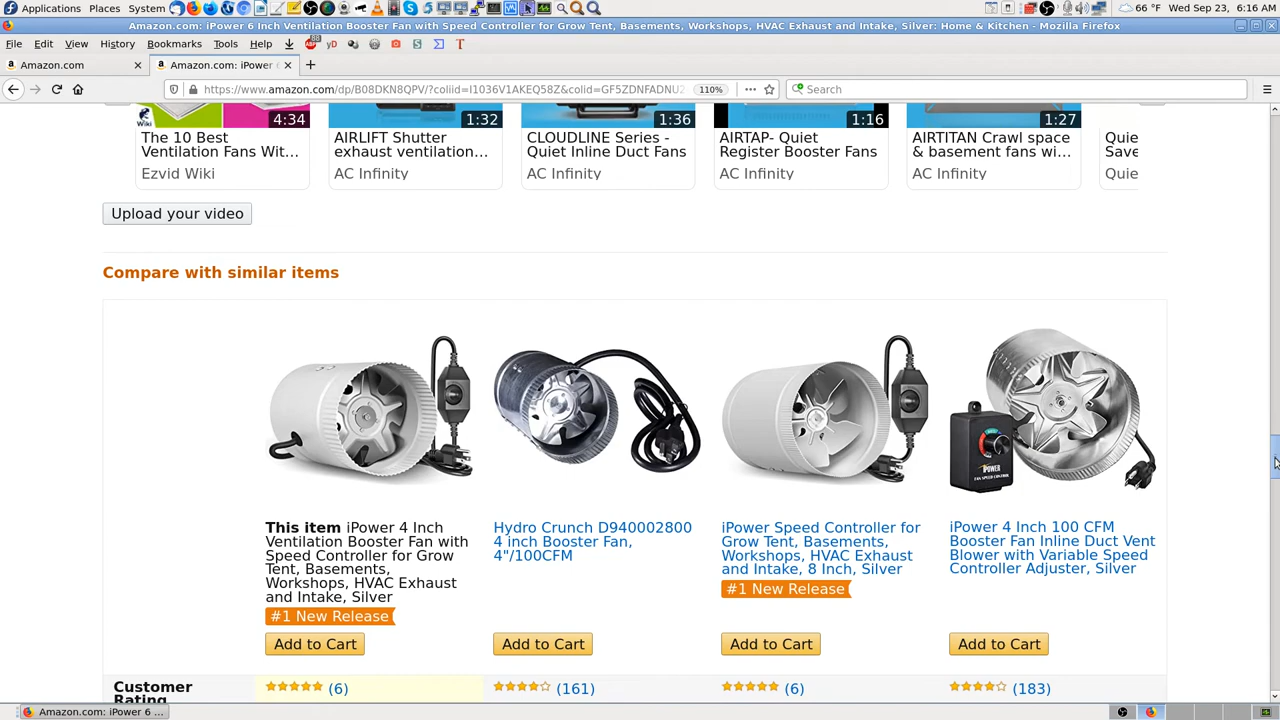 Applications Places System 66 °F Wed Sep 23, 6:16 AM
Amazon.com: iPower 6 Inch Ventilation Booster Fan with Speed Controller for Grow Tent, Basements, Workshops, HVAC Exhaust and Intake, Silver: Home & Kitchen - Mozilla Firefox
File Edit View History Bookmarks Tools Help
Amazon.com
Amazon.com: iPower 6
https://www.amazon.com/dp/B08DKN8QPV/?coliid=I1036V1AKEQ58Z&colid=GF5ZDNFADNU2 110% Search
4:34 1:32 1:36 1:16 1:27
Wiki
The 10 Best
Ventilation Fans Wit...
Ezvid Wiki
AIRLIFT Shutter
exhaust ventilation...
AC Infinity
CLOUDLINE Series -
Quiet Inline Duct Fans
AC Infinity
AIRTAP- Quiet
Register Booster Fans
AC Infinity
AIRTITAN Crawl space
& basement fans wi...
AC Infinity
Quie
Save
Quie
Upload your video
Compare with similar items
iPOWER
FAN SPEED CONTROL
This item iPower 4 Inch
Ventilation Booster Fan with
Speed Controller for Grow
Tent, Basements,
Workshops, HVAC Exhaust
and Intake, Silver
#1 New Release
Add to Cart
Hydro Crunch D940002800
4 inch Booster Fan,
4"/100CFM
Add to Cart
iPower Speed Controller for
Grow Tent, Basements,
Workshops, HVAC Exhaust
and Intake, 8 Inch, Silver
#1 New Release
Add to Cart
iPower 4 Inch 100 CFM
Booster Fan Inline Duct Vent
Blower with Variable Speed
Controller Adjuster, Silver
Add to Cart
Customer
Rating
(6) (161) (6) (183)
Amazon.com: iPower 6 ...